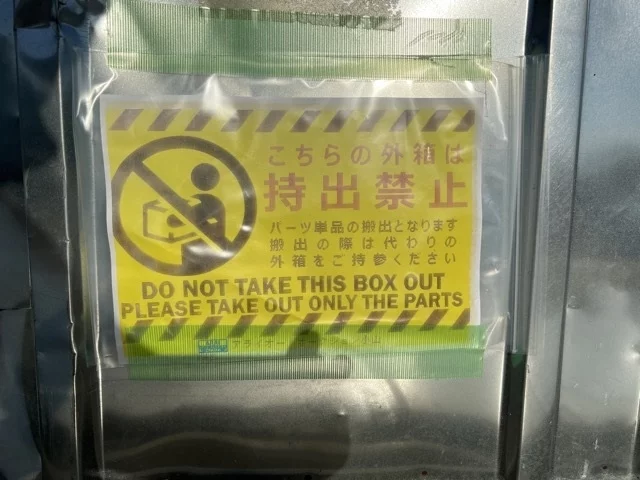 こちらの外箱は
持出禁止
パーツ単品の搬出となります
搬出の際は代わりの
外箱をご持参ください
DO NOT TAKE THIS BOX OUT
PLEASE TAKE OUT ONLY THE PARTS